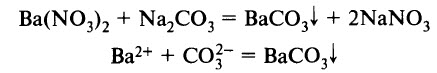 Ba(NO₃)₂ + Na₂CO₃ = BaCO₃↓ + 2NaNO₃
Ba²⁺ + CO₃²⁻ = BaCO₃↓